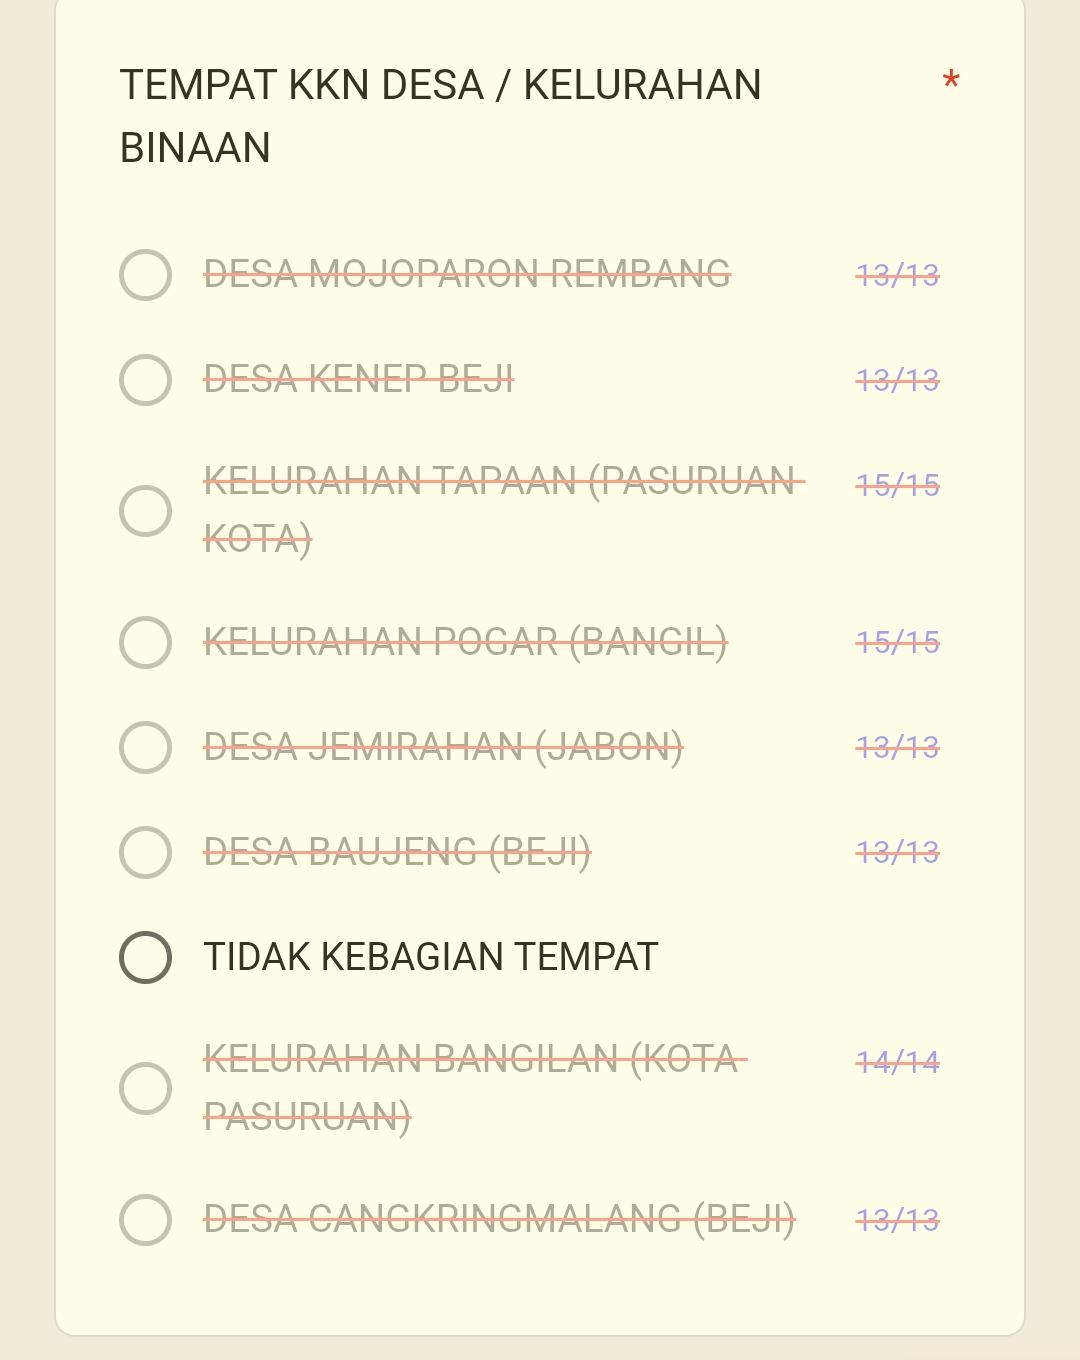 TEMPAT KKN DESA / KELURAHAN *
BINAAN
DESA MOJOPARON REMBANG 13/13
DESA KENEP BEJI 13/13
KELURAHAN TAPAAN (PASURUAN 15/15
KOTA)
KELURAHAN POGAR (BANGIL) 15/15
DESA JEMIRAHAN (JABON) 13/13
DESA BAUJENG (BEJI) 13/13
TIDAK KEBAGIAN TEMPAT
KELURAHAN BANGILAN (KOTA 14/14
PASURUAN)
DESA CANGKRINGMALANG (BEJI) 13/13